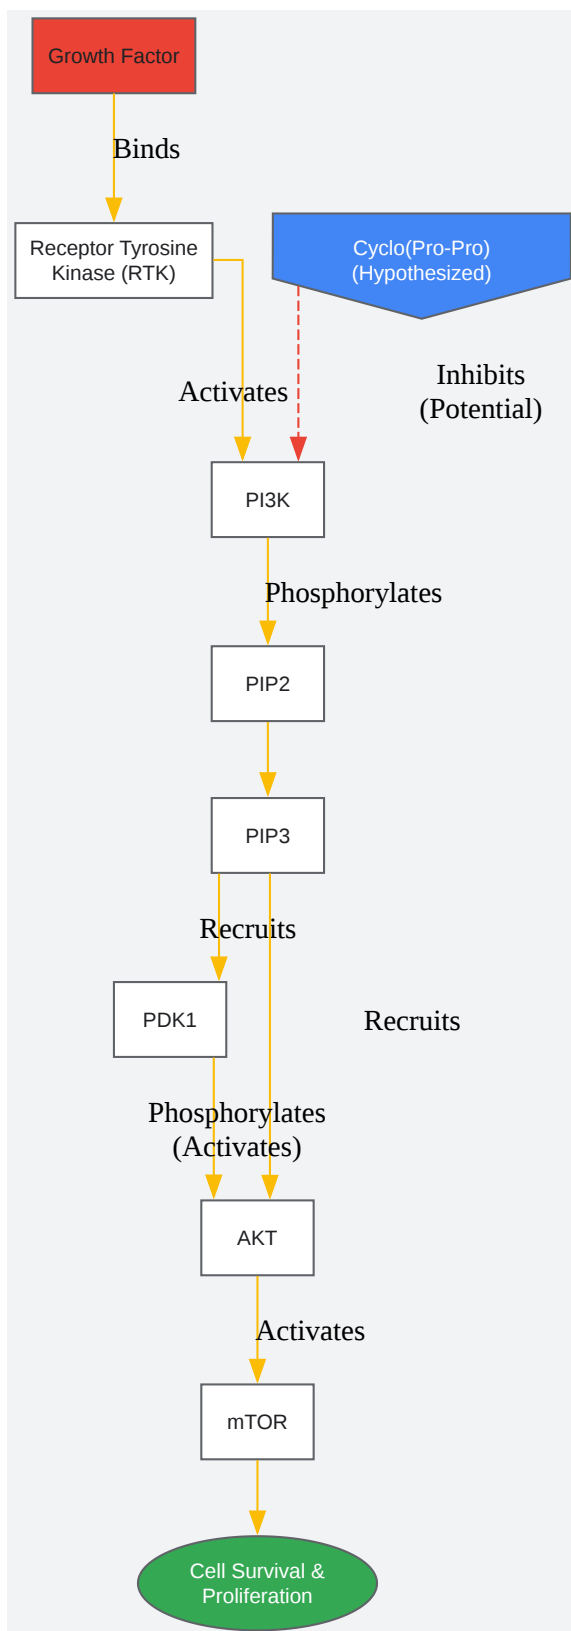 Growth Factor
Binds
Receptor Tyrosine
Kinase (RTK)
Cyclo(Pro-Pro)
(Hypothesized)
Activates
Inhibits
(Potential)
PI3K
Phosphorylates
PIP2
PIP3
Recruits
PDK1
Recruits
Phosphorylates
(Activates)
AKT
Activates
mTOR
Cell Survival &
Proliferation